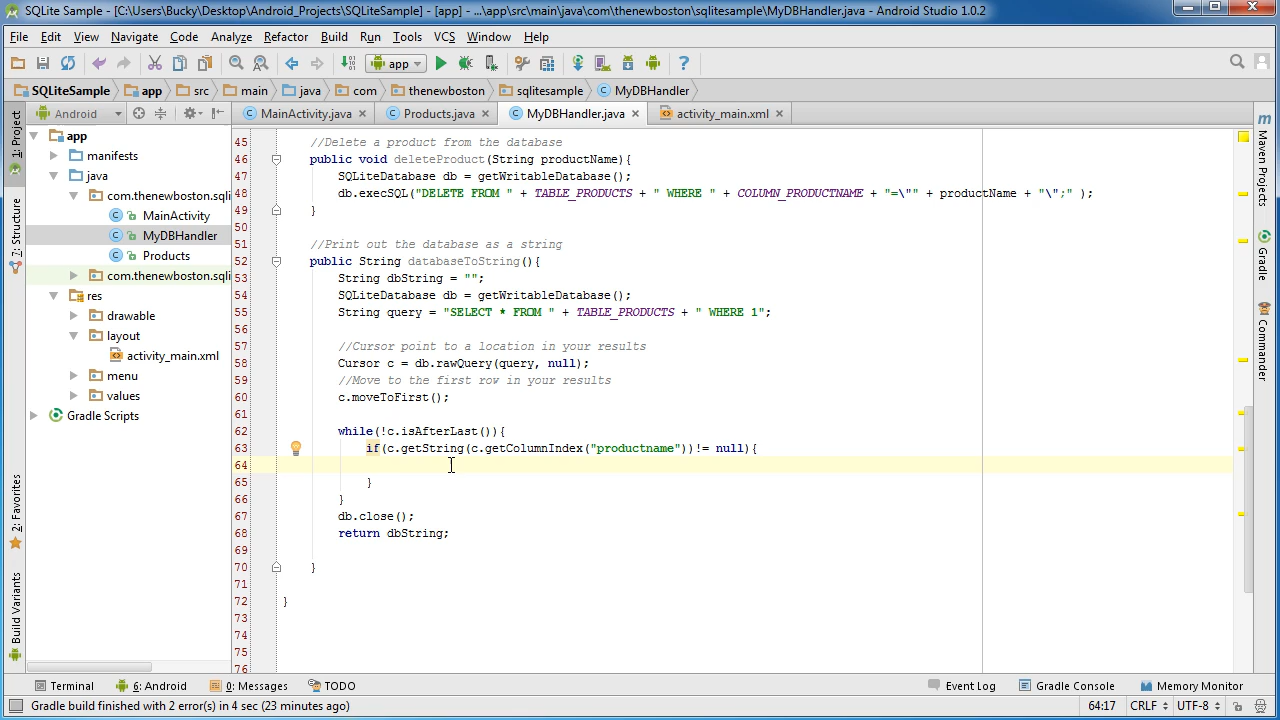 SQLite Sample - [C:\Users\Bucky\Desktop\Android_Projects\SQLiteSample] - [app] - ...\app\src\main\java\com\thenewboston\sqlitesample\MyDBHandler.java - Android Studio 1.0.2
File Edit View Navigate Code Analyze Refactor Build Run Tools VCS Window Help
app
SQLiteSample app src main java com thenewboston sqlitesample MyDBHandler
Android
MainActivity.java Products.java MyDBHandler.java activity_main.xml
1: Project
7: Structure
2: Favorites
Build Variants
app
manifests
java
com.thenewboston.sqli
MainActivity
MyDBHandler
Products
com.thenewboston.sqli
res
drawable
layout
activity_main.xml
menu
values
Gradle Scripts
45 //Delete a product from the database
46 public void deleteProduct(String productName){
47 SQLiteDatabase db = getWritableDatabase();
48 db.execSQL("DELETE FROM " + TABLE_PRODUCTS + " WHERE " + COLUMN_PRODUCTNAME + "=\"" + productName + "\";" );
49 }
50
51 //Print out the database as a string
52 public String databaseToString(){
53 String dbString = "";
54 SQLiteDatabase db = getWritableDatabase();
55 String query = "SELECT * FROM " + TABLE_PRODUCTS + " WHERE 1";
56
57 //Cursor point to a location in your results
58 Cursor c = db.rawQuery(query, null);
59 //Move to the first row in your results
60 c.moveToFirst();
61
62 while(!c.isAfterLast()){
63 if(c.getString(c.getColumnIndex("productname"))!= null){
64
65 }
66 }
67 db.close();
68 return dbString;
69
70 }
71
72 }
73
74
75
76
Maven Projects
Gradle
Commander
Terminal 6: Android 0: Messages TODO Event Log Gradle Console Memory Monitor
Gradle build finished with 2 error(s) in 4 sec (23 minutes ago) 64:17 CRLF UTF-8